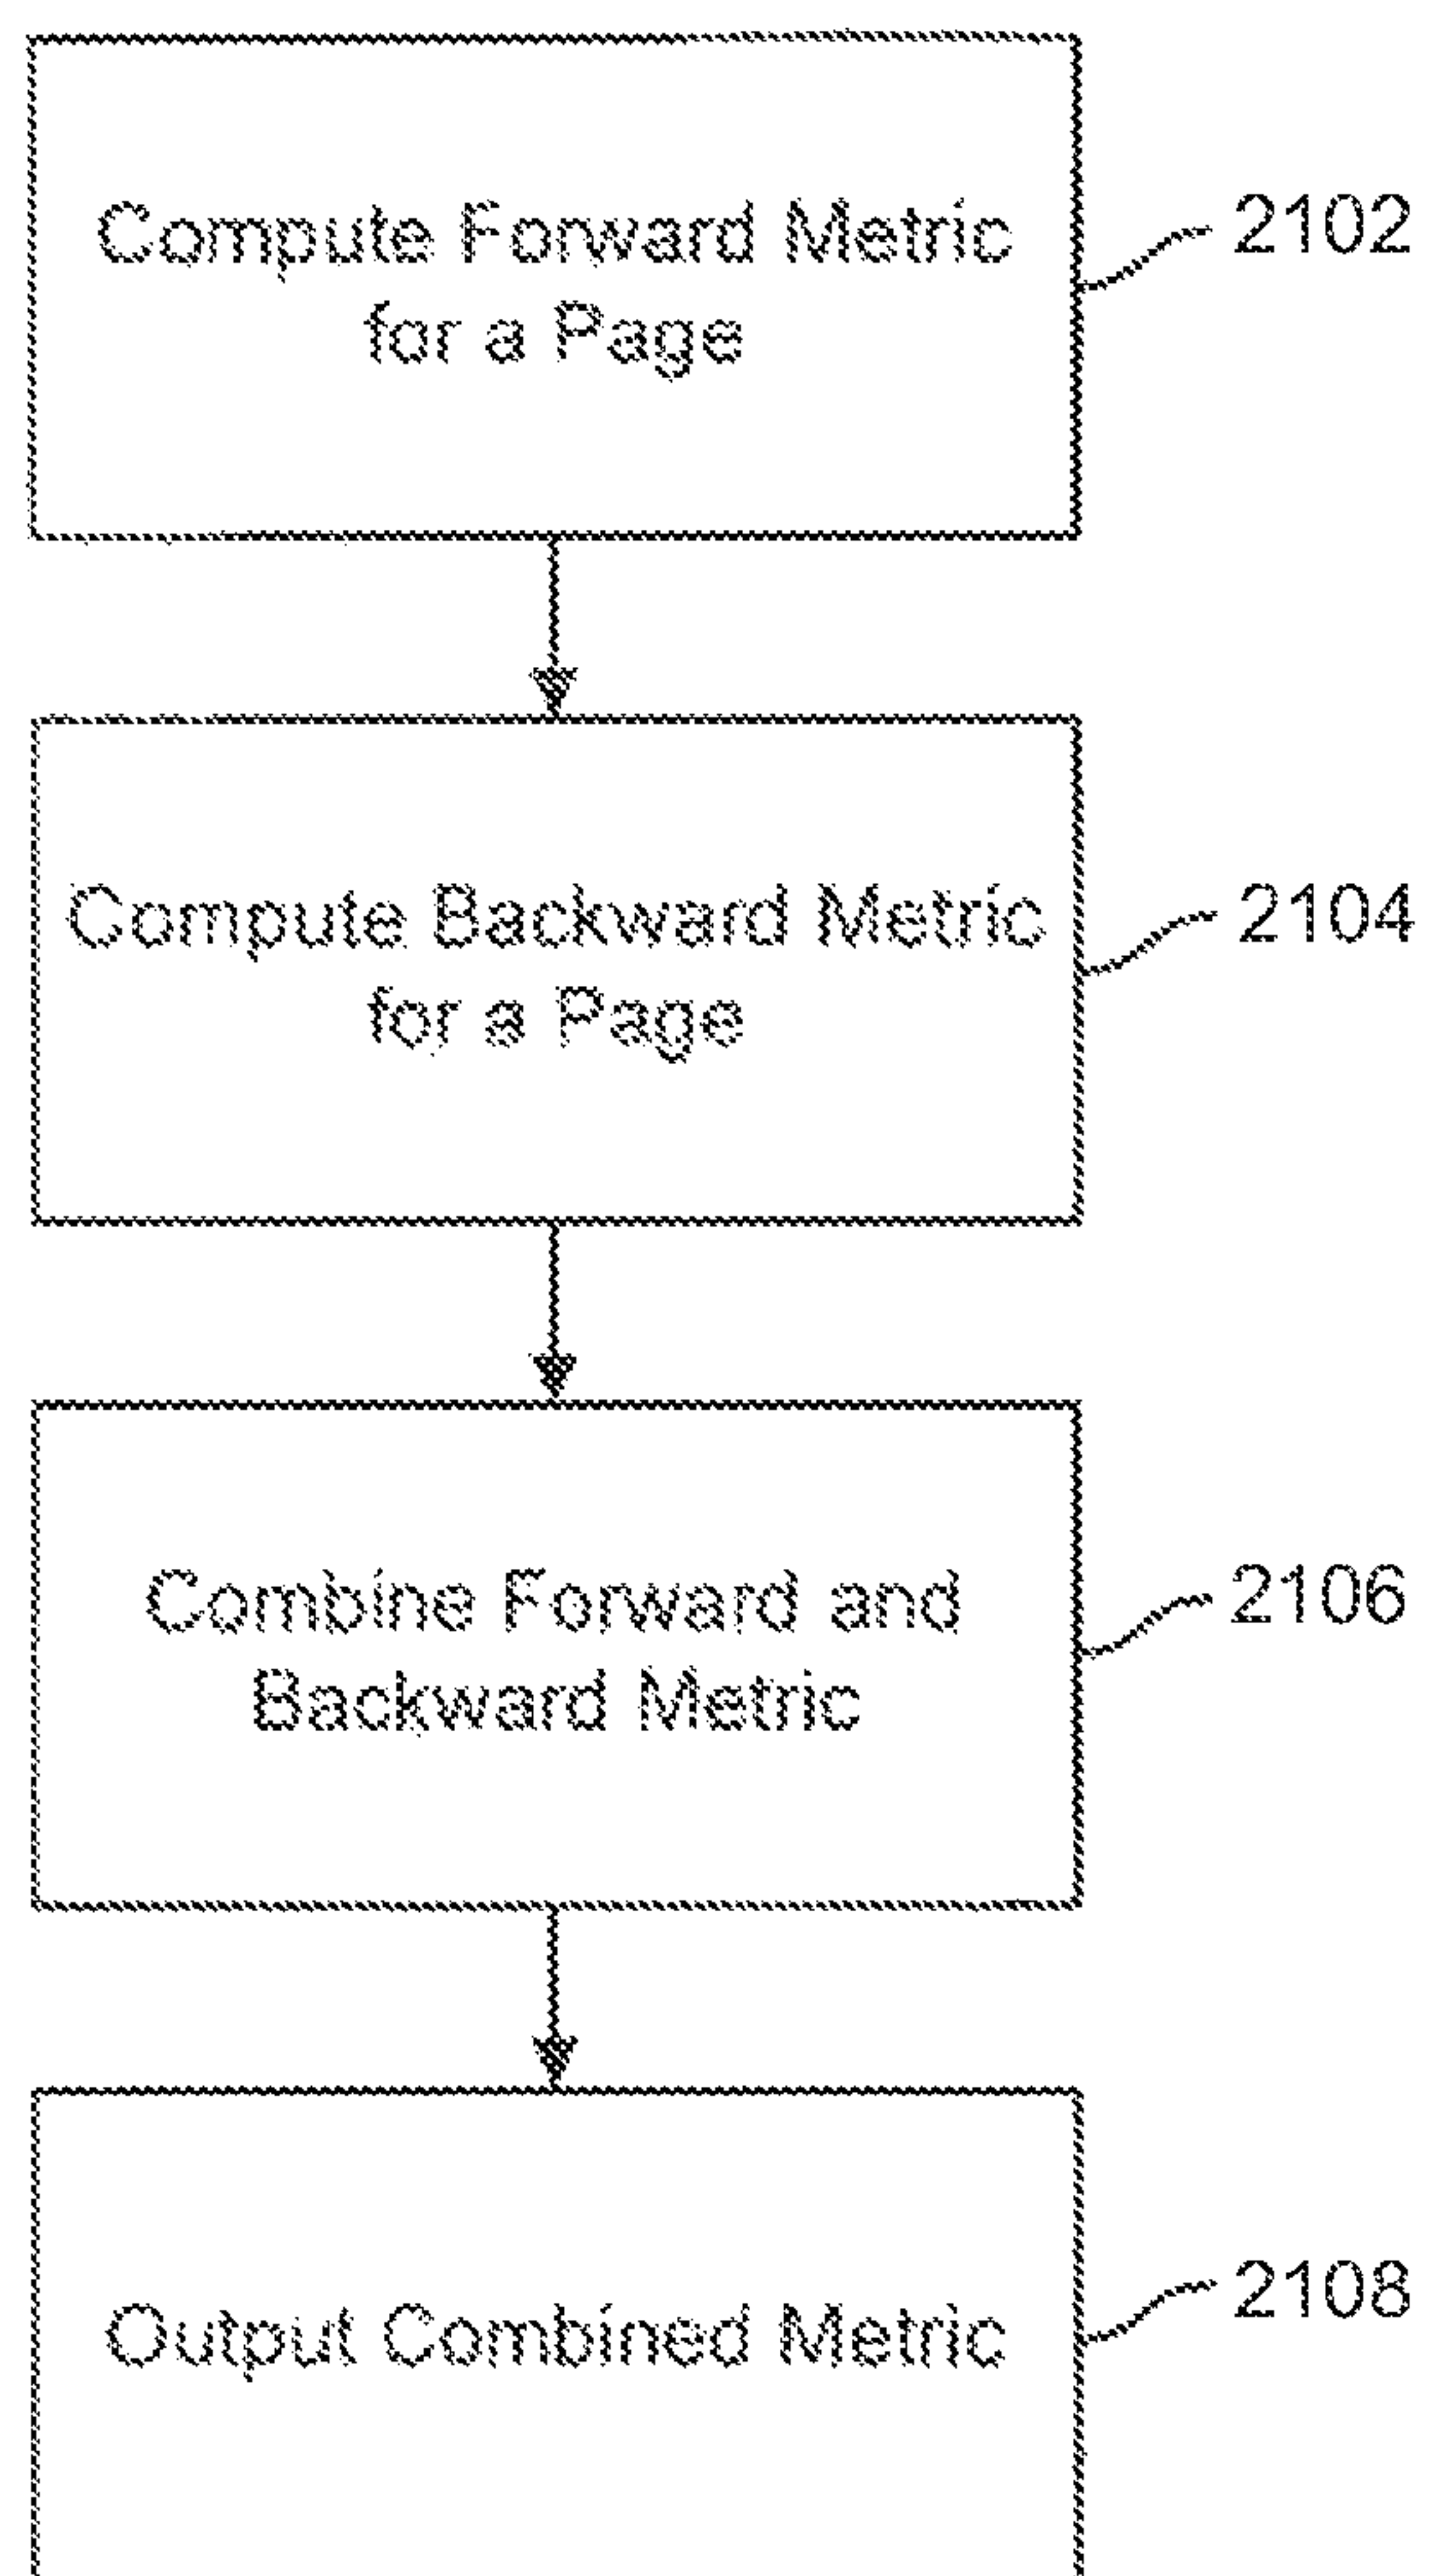 Compute Forward Metric
for a Page
2102
Compute Backward Metric
for a Page
2104
Combine Forward and
Backward Metric
2106
Output Combined Metric
2108